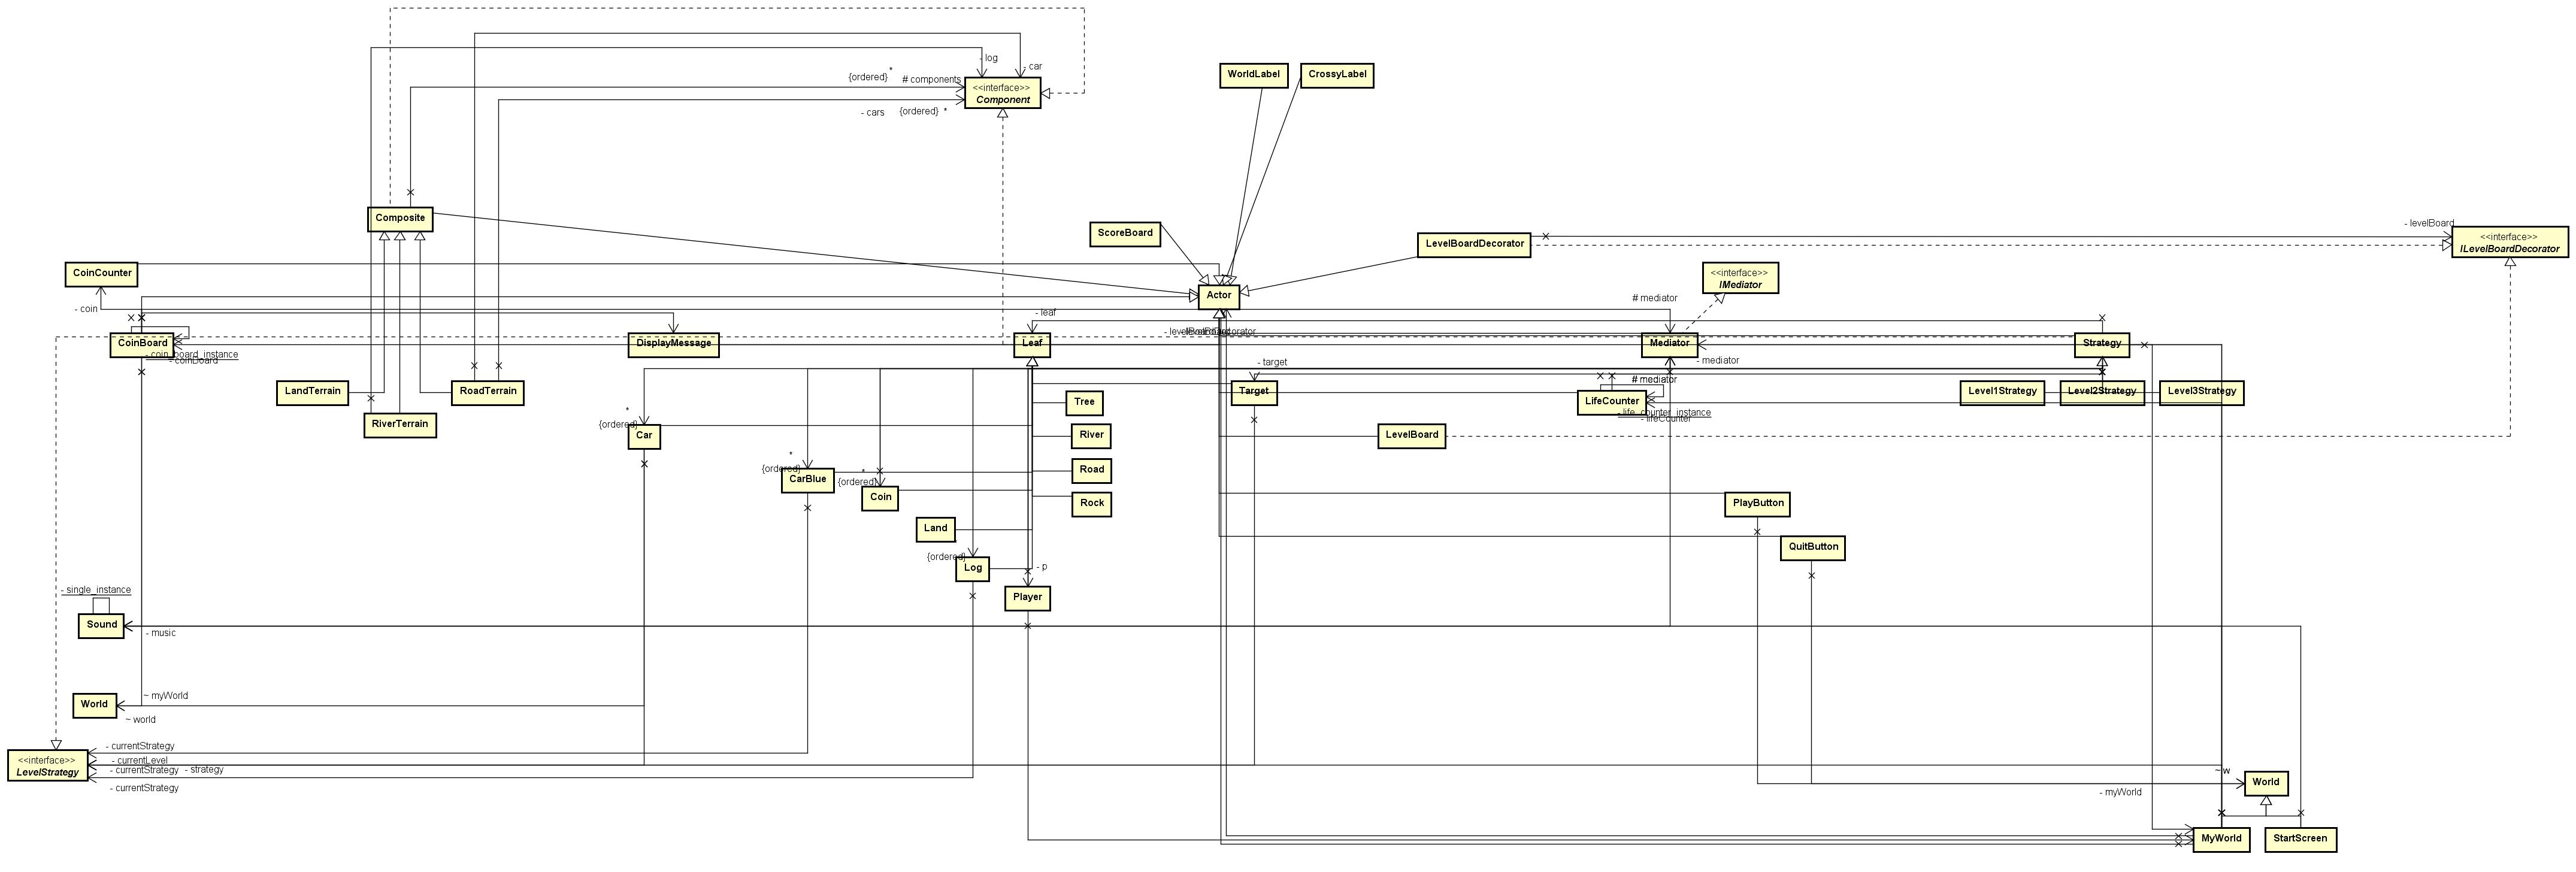 - log
- car
{ordered}
*
# components
<<interface>>
Component
- cars
{ordered} *
WorldLabel
CrossyLabel
Composite
ScoreBoard
LevelBoardDecorator
- levelBoard
<<interface>>
ILevelBoardDecorator
CoinCounter
<<interface>>
IMediator
Actor
# mediator
- coin
- leaf
CoinBoard
DisplayMessage
Leaf
Mediator
Strategy
- coin_board_instance
- coinBoard
- target
- mediator
# mediator
LandTerrain
RoadTerrain
RiverTerrain
Target
Tree
LifeCounter
Level1Strategy
Level2Strategy
Level3Strategy
- life_counter_instance
- lifeCounter
*
{ordered}
Car
River
LevelBoard
*
{ordered}
CarBlue
*
{ordered}
Road
Coin
Rock
PlayButton
Land
QuitButton
{ordered}
Log
- p
Player
- single_instance
Sound
- music
~ myWorld
World
~ world
- currentStrategy
<<interface>>
LevelStrategy
- currentLevel
- currentStrategy
- strategy
- currentStrategy
~ w
World
- myWorld
MyWorld
StartScreen